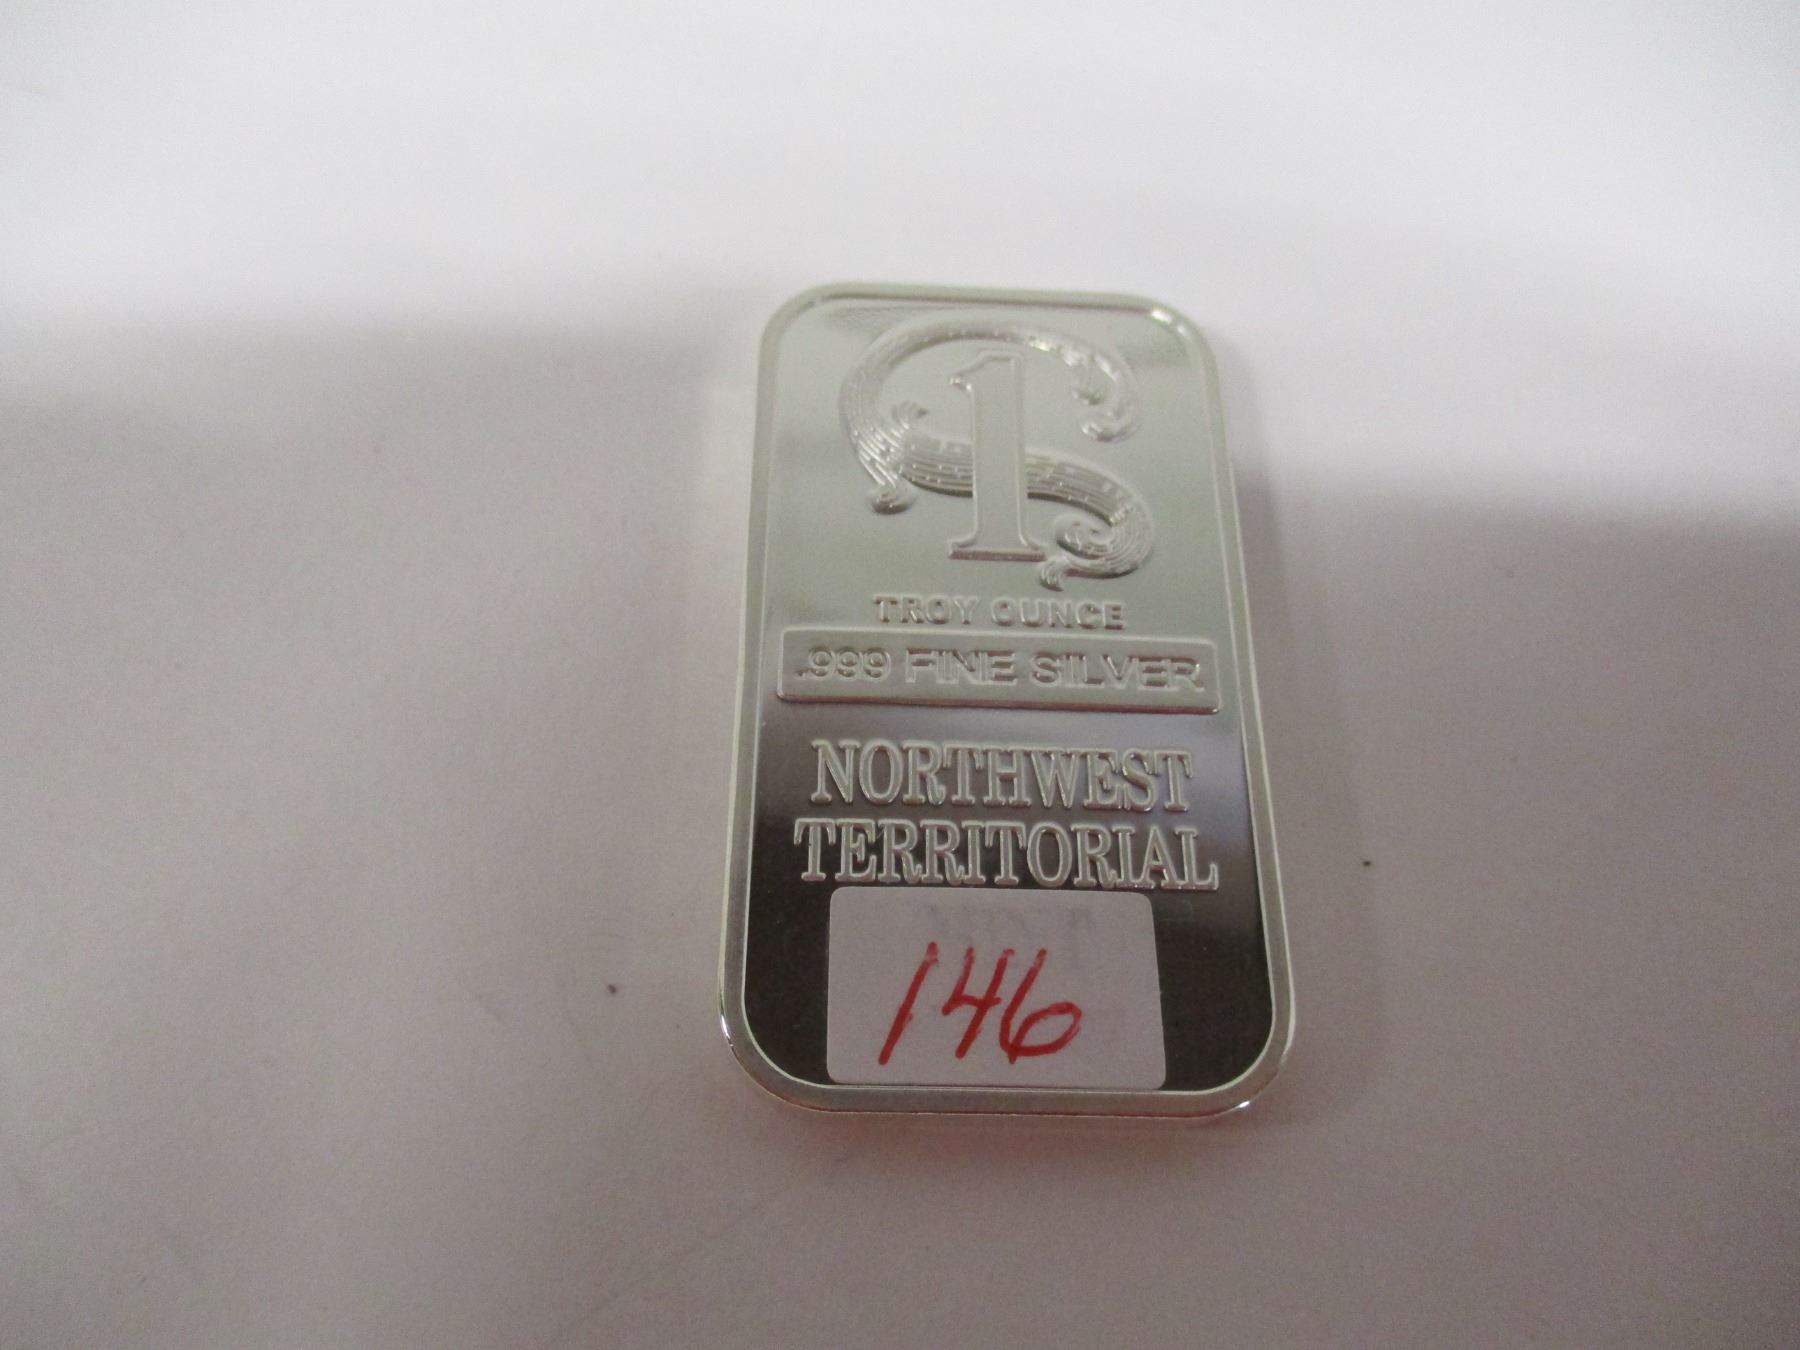 1
TROY OUNCE
.999 FINE SILVER
NORTHWEST
TERRITORIAL
146